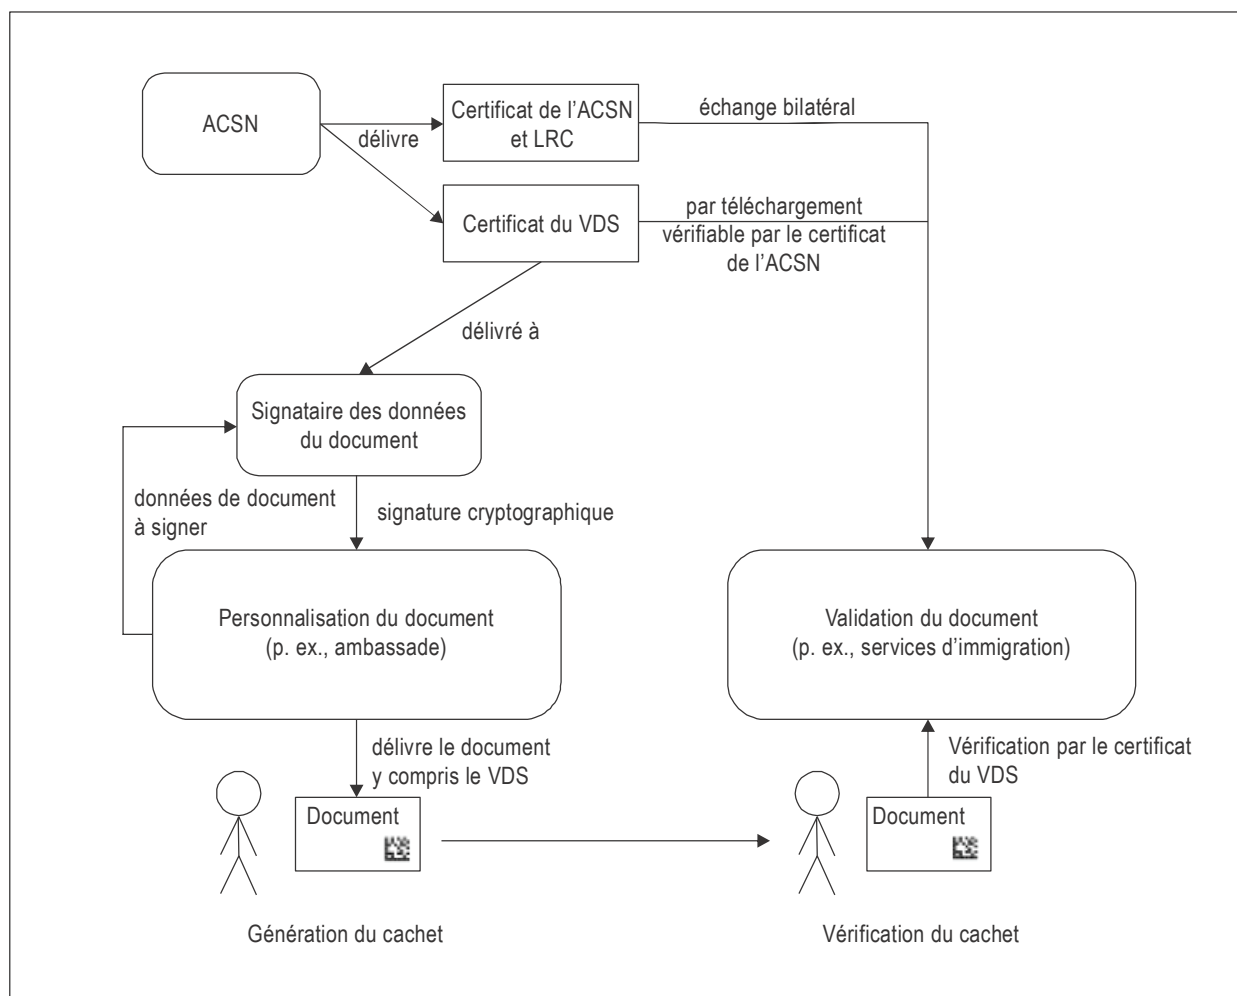 ACSN
délivre
Certificat de l’ACSN
et LRC
échange bilatéral
Certificat du VDS
par téléchargement
vérifiable par le certificat
de l’ACSN
délivré à
Signataire des données
du document
données de document
à signer
signature cryptographique
Personnalisation du document
(p. ex., ambassade)
Validation du document
(p. ex., services d’immigration)
délivre le document
y compris le VDS
Vérification par le certificat
du VDS
Document
Document
Génération du cachet
Vérification du cachet